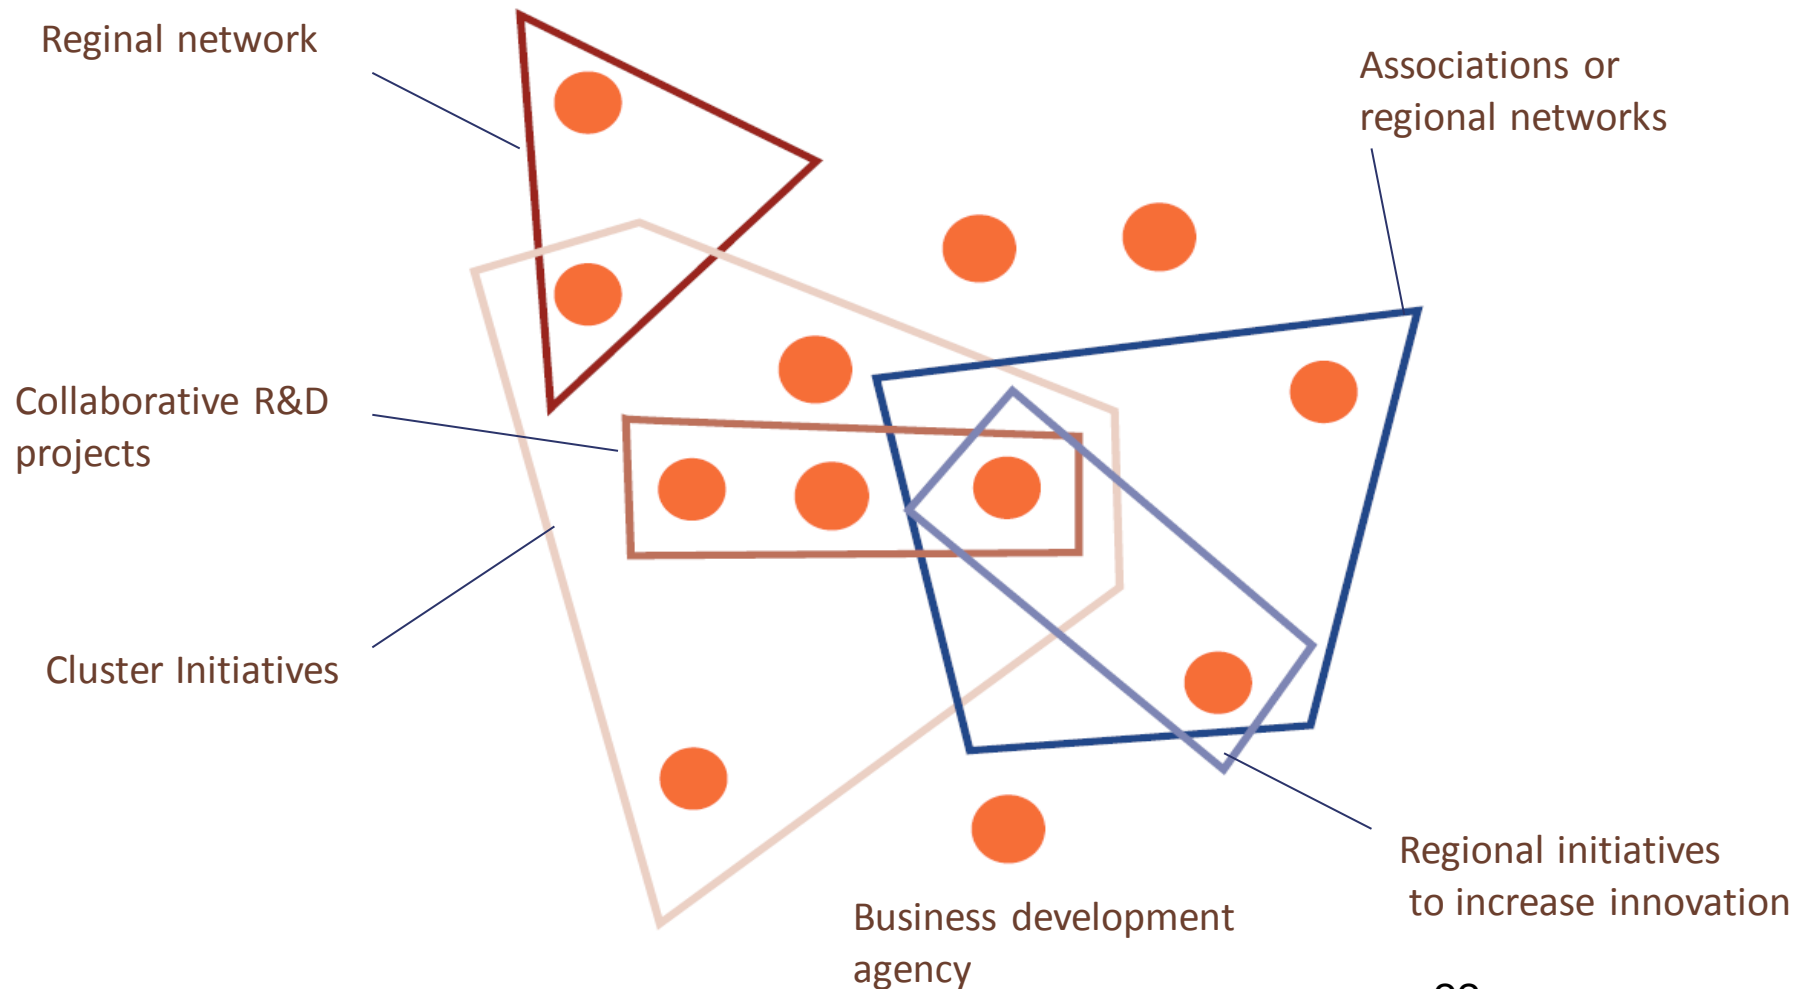 Reginal network
Associations or
regional networks
Collaborative R&D
projects
Cluster Initiatives
Regional initiatives
to increase innovation
Business development
agency